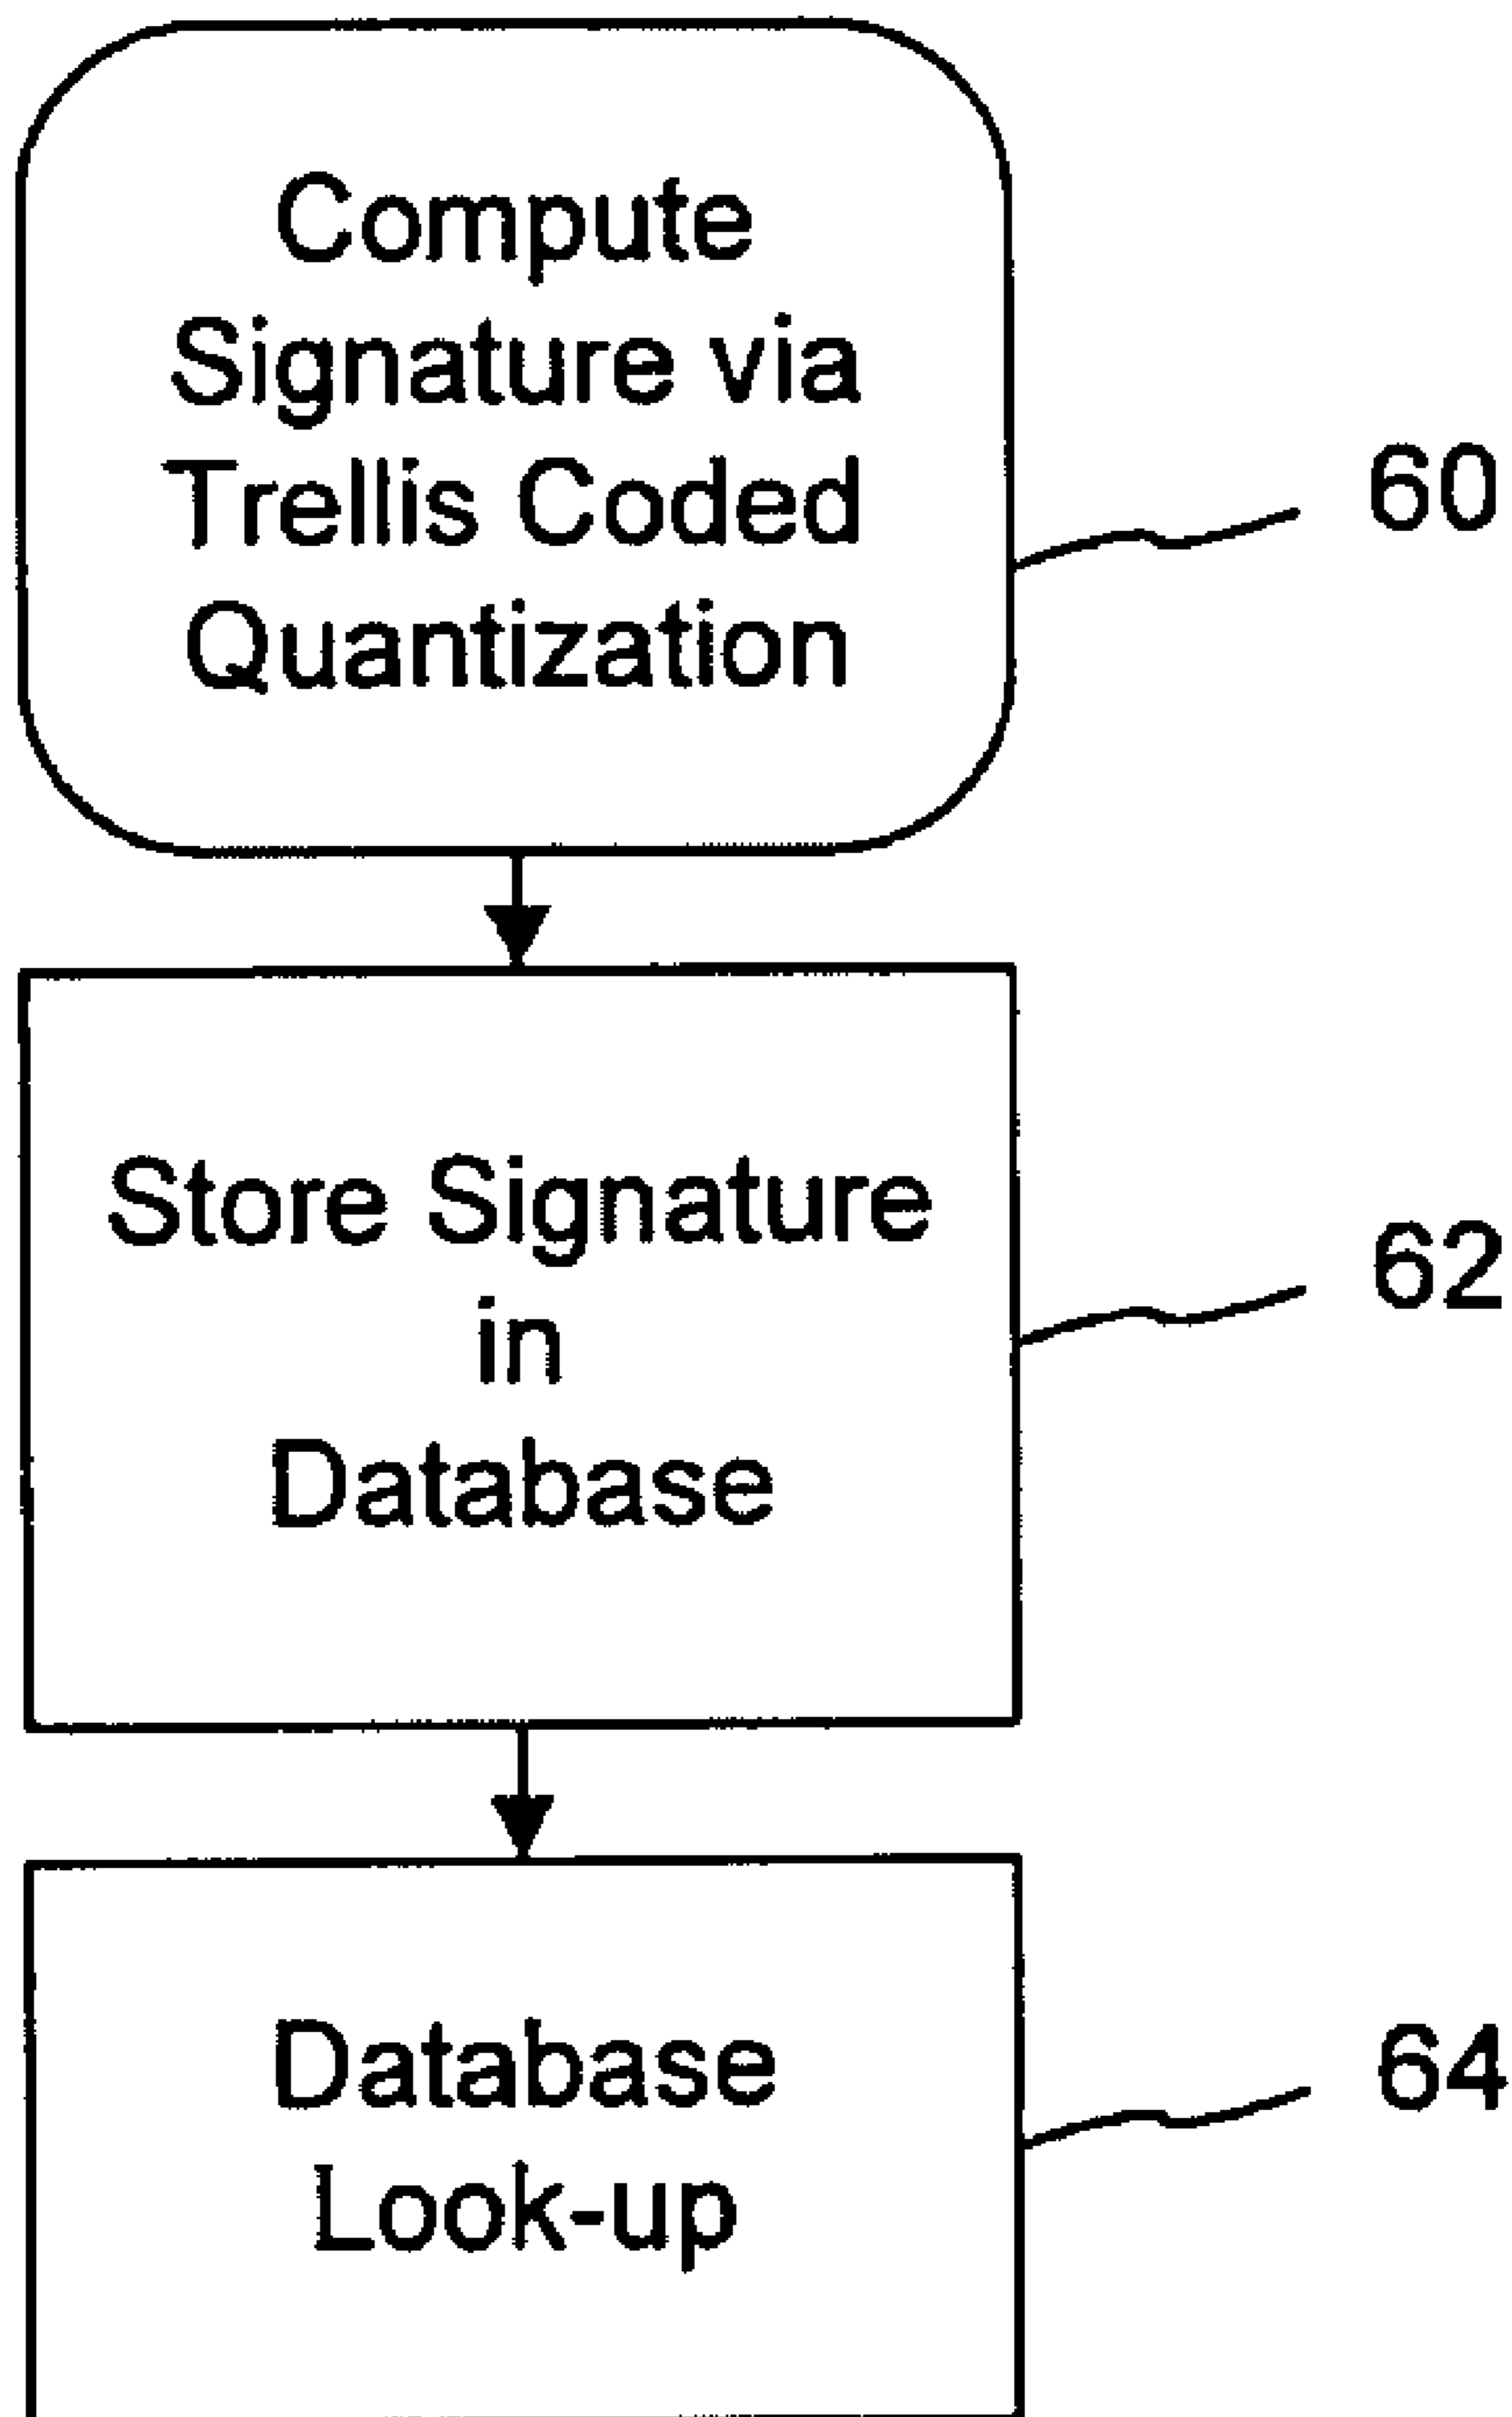 Compute
Signature via
Trellis Coded
Quantization
60
Store Signature
in
Database
62
Database
Look-up
64